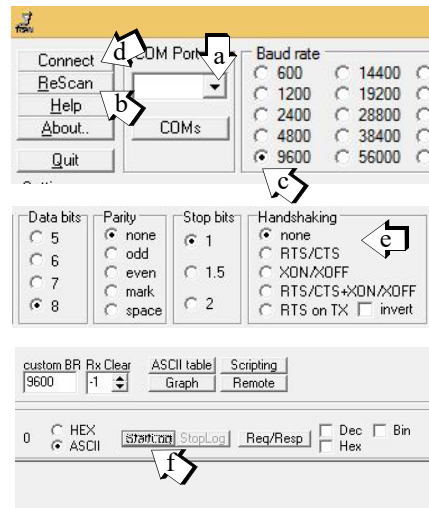 Connect
ReScan
Help
About..
Quit
COM Port
COMs
Baud rate
600
1200
2400
4800
9600
14400
19200
28800
38400
56000
d
a
b
c
Data bits
5
6
7
8
Parity
none
odd
even
mark
space
Stop bits
1
1.5
2
Handshaking
none
RTS/CTS
XON/XOFF
RTS/CTS+XON/XOFF
RTS on TX invert
e
custom BR Rx Clear
9600 -1
ASCII table Scripting
Graph Remote
0
HEX
ASCII
StartLog StopLog Req/Resp
Dec Bin
Hex
f